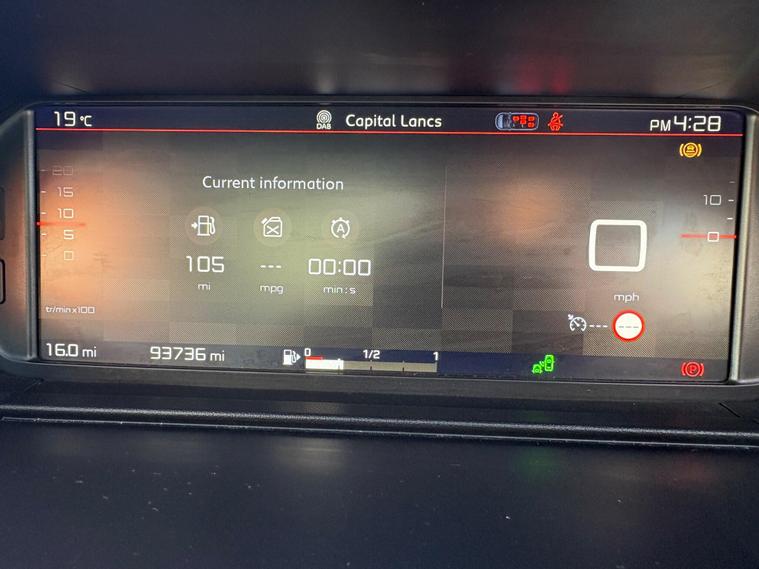 19 °C
DAB
Capital Lancs
PM 4:28
20
15
10
5
0
tr/min x100
Current information
105
mi
---
mpg
A
00:00
min:s
10
0
0
mph
--- ---
16.0 mi
93736 mi
0 1/2 1
P